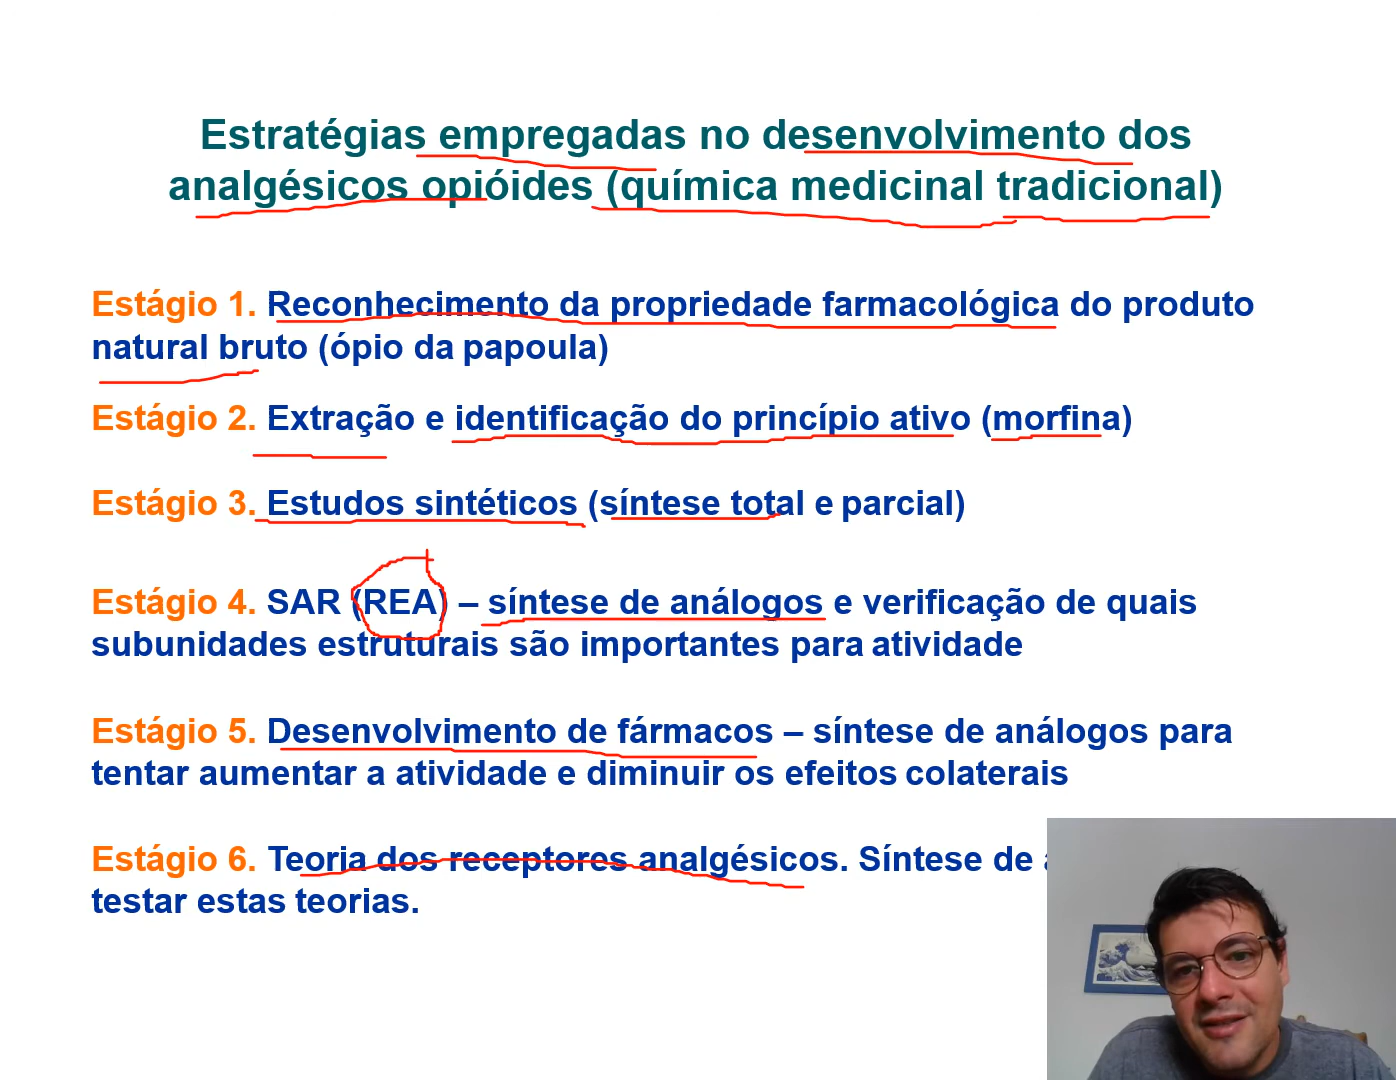 Estratégias empregadas no desenvolvimento dos
analgésicos opióides (química medicinal tradicional)
Estágio 1. Reconhecimento da propriedade farmacológica do produto
natural bruto (ópio da papoula)
Estágio 2. Extração e identificação do princípio ativo (morfina)
Estágio 3. Estudos sintéticos (síntese total e parcial)
Estágio 4. SAR (REA) – síntese de análogos e verificação de quais
subunidades estruturais são importantes para atividade
Estágio 5. Desenvolvimento de fármacos – síntese de análogos para
tentar aumentar a atividade e diminuir os efeitos colaterais
Estágio 6. Teoria dos receptores analgésicos. Síntese de
testar estas teorias.